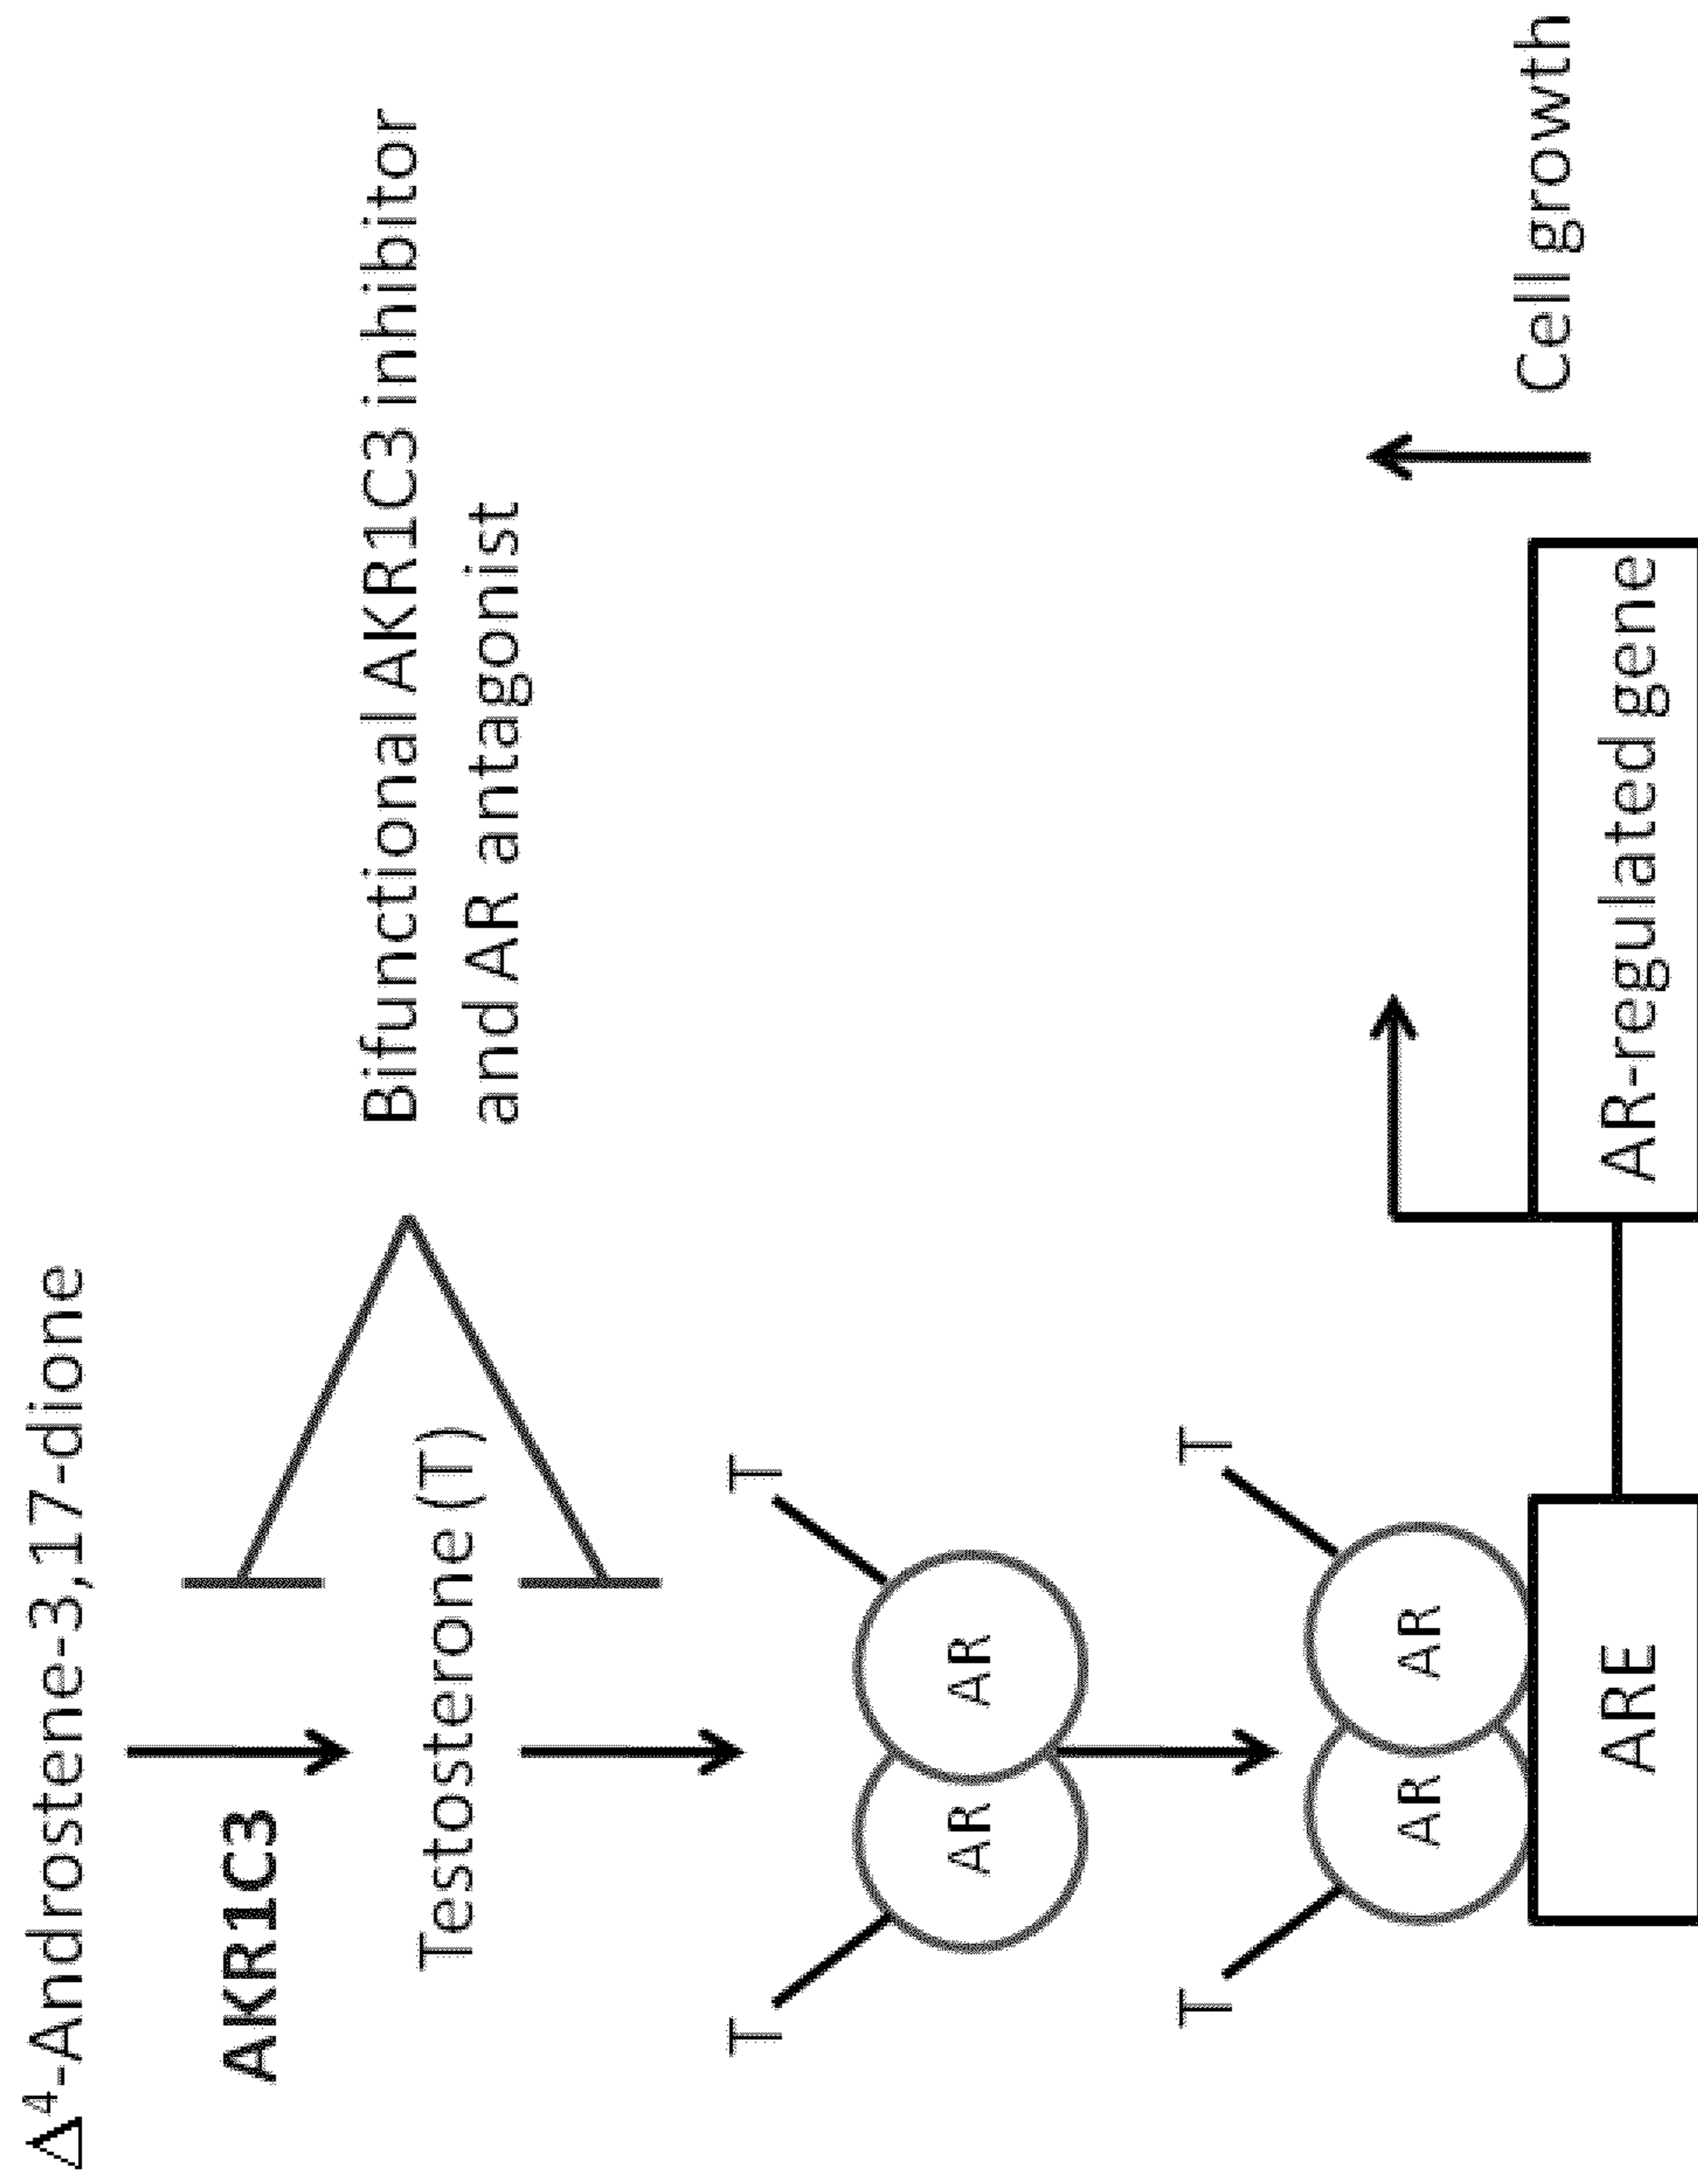 Δ⁴-Androstene-3,17-dione
AKR1C3
Bifunctional AKR1C3 inhibitor
and AR antagonist
Testosterone (T)
T
T
AR
AR
T
T
AR
AR
ARE
AR-regulated gene
Cell growth